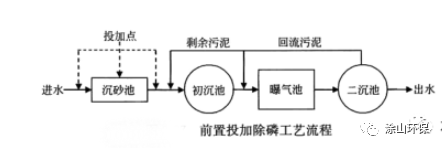 投加点
剩余污泥
回流污泥
进水
沉砂池
初沉池
曝气池
二沉池
出水
前置投加除磷工艺流程
涂山环保